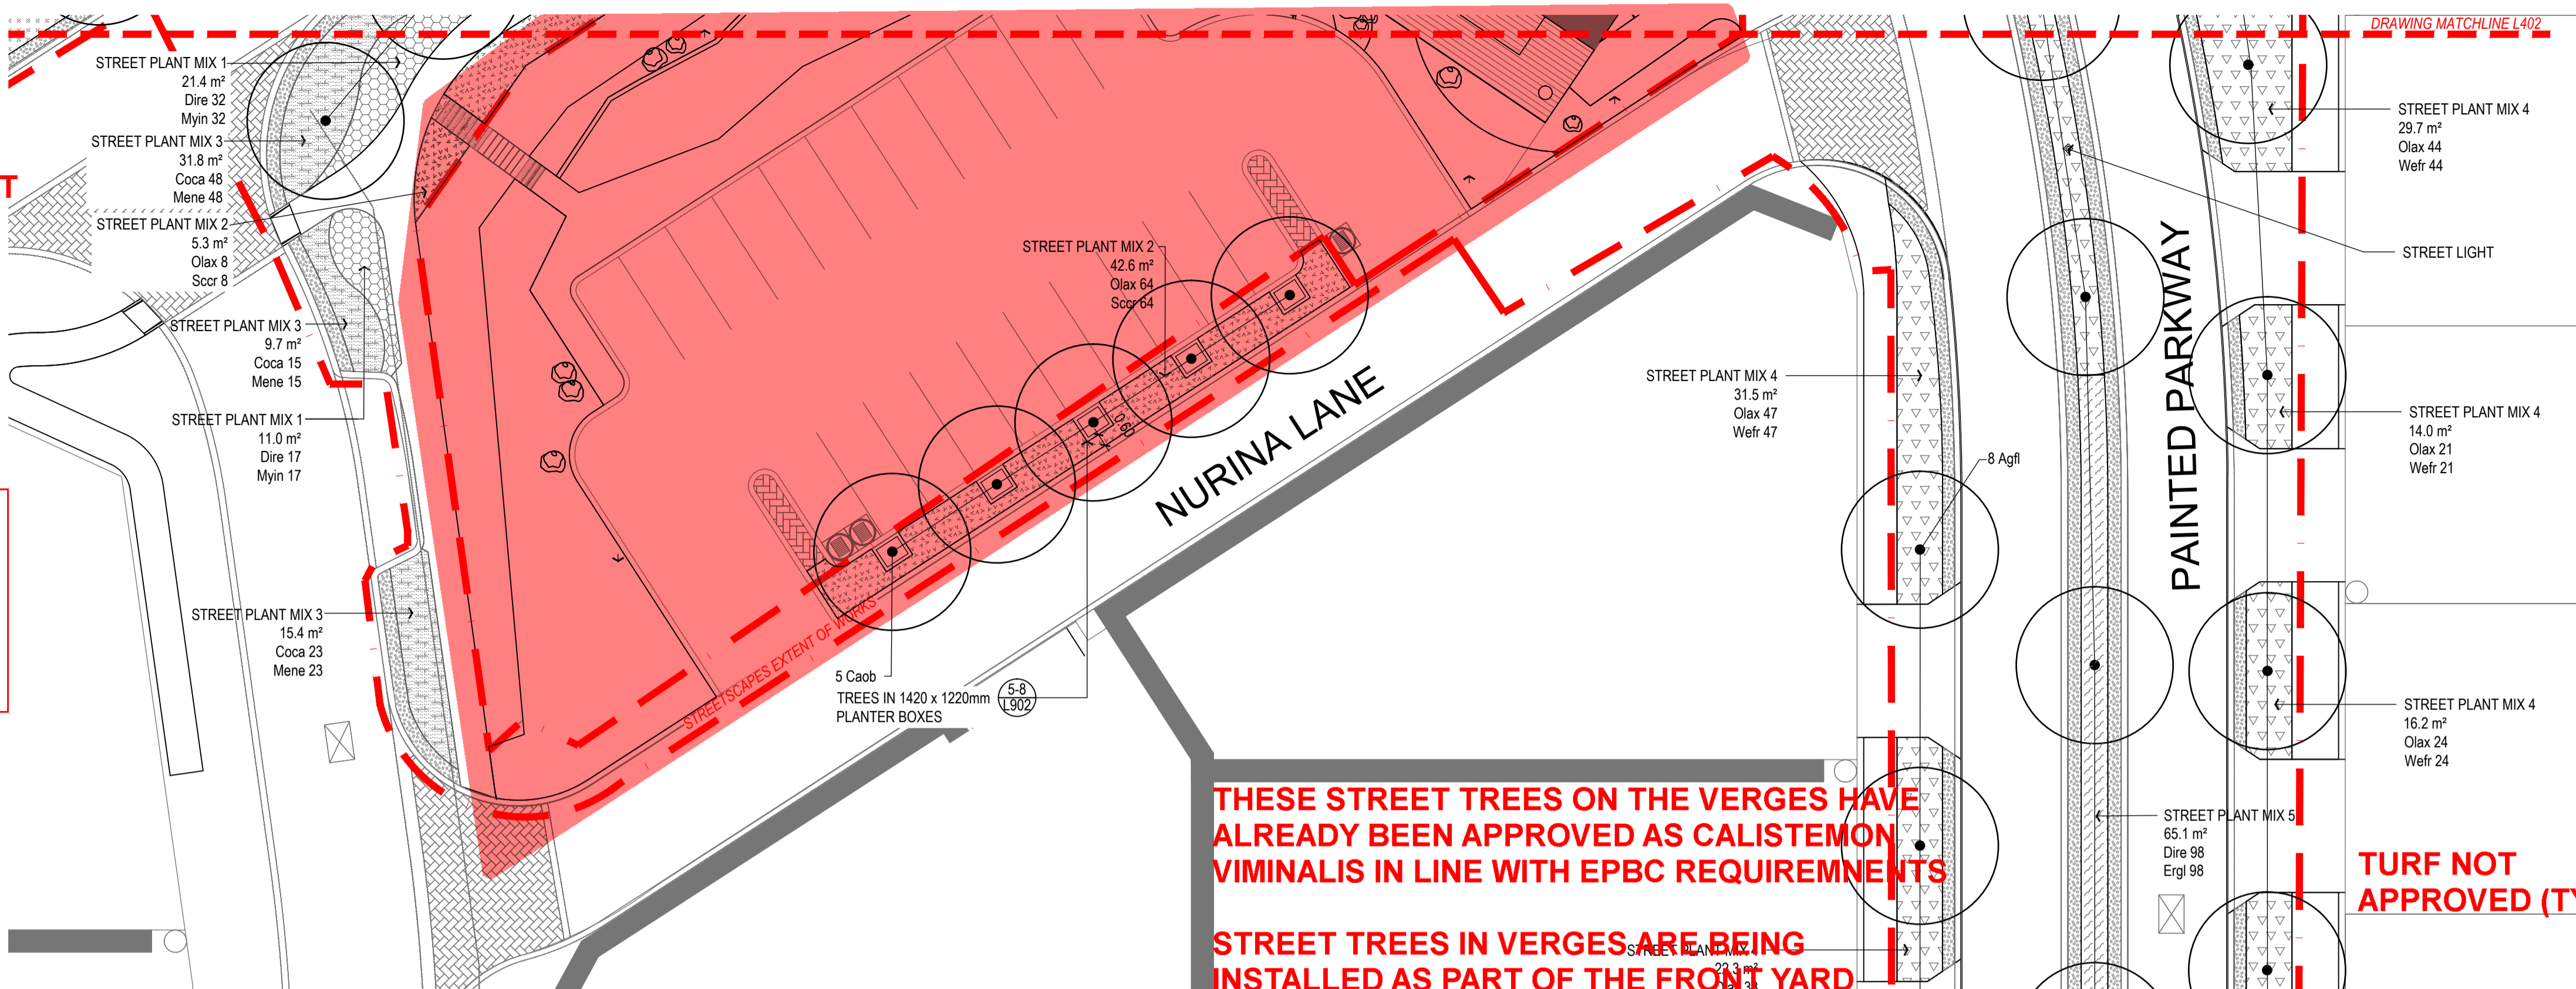 DRAWING MATCHLINE L402
STREET PLANT MIX 1
21.4 m²
Dire 32
Myin 32
STREET PLANT MIX 3
31.8 m²
Coca 48
Mene 48
STREET PLANT MIX 2
5.3 m²
Olax 8
Sccr 8
STREET PLANT MIX 3
9.7 m²
Coca 15
Mene 15
STREET PLANT MIX 1
11.0 m²
Dire 17
Myin 17
STREET PLANT MIX 3
15.4 m²
Coca 23
Mene 23
T
STREET PLANT MIX 2
42.6 m²
Olax 64
Sccr 64
0.60
NURINA LANE
STREETSCAPES EXTENT OF WORKS
5 Caob
TREES IN 1420 x 1220mm
PLANTER BOXES
5-8
L902
STREET PLANT MIX 4
31.5 m²
Olax 47
Wefr 47
8 Agfl
PAINTED PARKWAY
STREET PLANT MIX 4
29.7 m²
Olax 44
Wefr 44
STREET LIGHT
STREET PLANT MIX 4
14.0 m²
Olax 21
Wefr 21
STREET PLANT MIX 4
16.2 m²
Olax 24
Wefr 24
STREET PLANT MIX 5
65.1 m²
Dire 98
Ergl 98
THESE STREET TREES ON THE VERGES HAVE
ALREADY BEEN APPROVED AS CALISTEMON
VIMINALIS IN LINE WITH EPBC REQUIREMNENTS
STREET TREES IN VERGES ARE BEING
INSTALLED AS PART OF THE FRONT YARD
STREET PLANT MIX
22.3 m²
TURF NOT
APPROVED (TY